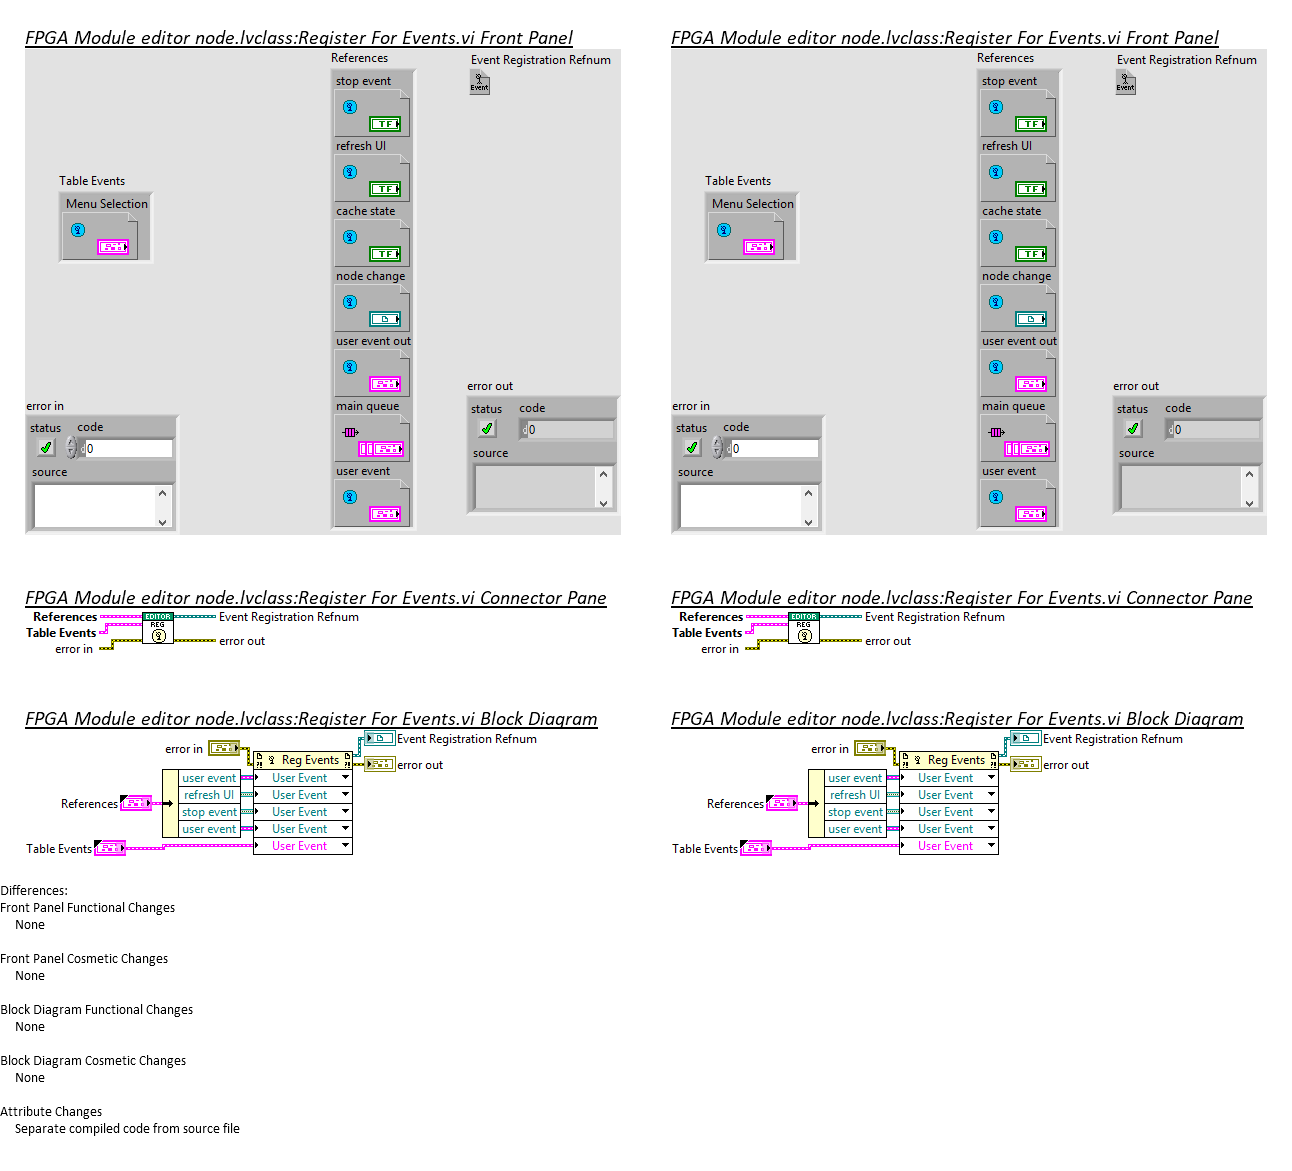 FPGA Module editor node.lvclass:Register For Events.vi Front Panel
References
Event Registration Refnum
stop event
Event
TF
refresh UI
TF
Table Events
Menu Selection
cache state
TF
node change
user event out
error out
error in
main queue
status code
status code
0
0
source
source
user event
FPGA Module editor node.lvclass:Register For Events.vi Front Panel
References
Event Registration Refnum
stop event
Event
TF
refresh UI
TF
Table Events
Menu Selection
cache state
TF
node change
user event out
error out
error in
main queue
status code
status code
0
0
source
source
user event
FPGA Module editor node.lvclass:Register For Events.vi Connector Pane
References
EDITOR
Event Registration Refnum
REG
Table Events
error out
error in
FPGA Module editor node.lvclass:Register For Events.vi Connector Pane
References
EDITOR
Event Registration Refnum
REG
Table Events
error out
error in
FPGA Module editor node.lvclass:Register For Events.vi Block Diagram
Event Registration Refnum
error in
Reg Events
error out
user event User Event
refresh UI User Event
References
stop event User Event
user event User Event
Table Events
User Event
FPGA Module editor node.lvclass:Register For Events.vi Block Diagram
Event Registration Refnum
error in
Reg Events
error out
user event User Event
refresh UI User Event
References
stop event User Event
user event User Event
Table Events
User Event
Differences:
Front Panel Functional Changes
None
Front Panel Cosmetic Changes
None
Block Diagram Functional Changes
None
Block Diagram Cosmetic Changes
None
Attribute Changes
Separate compiled code from source file